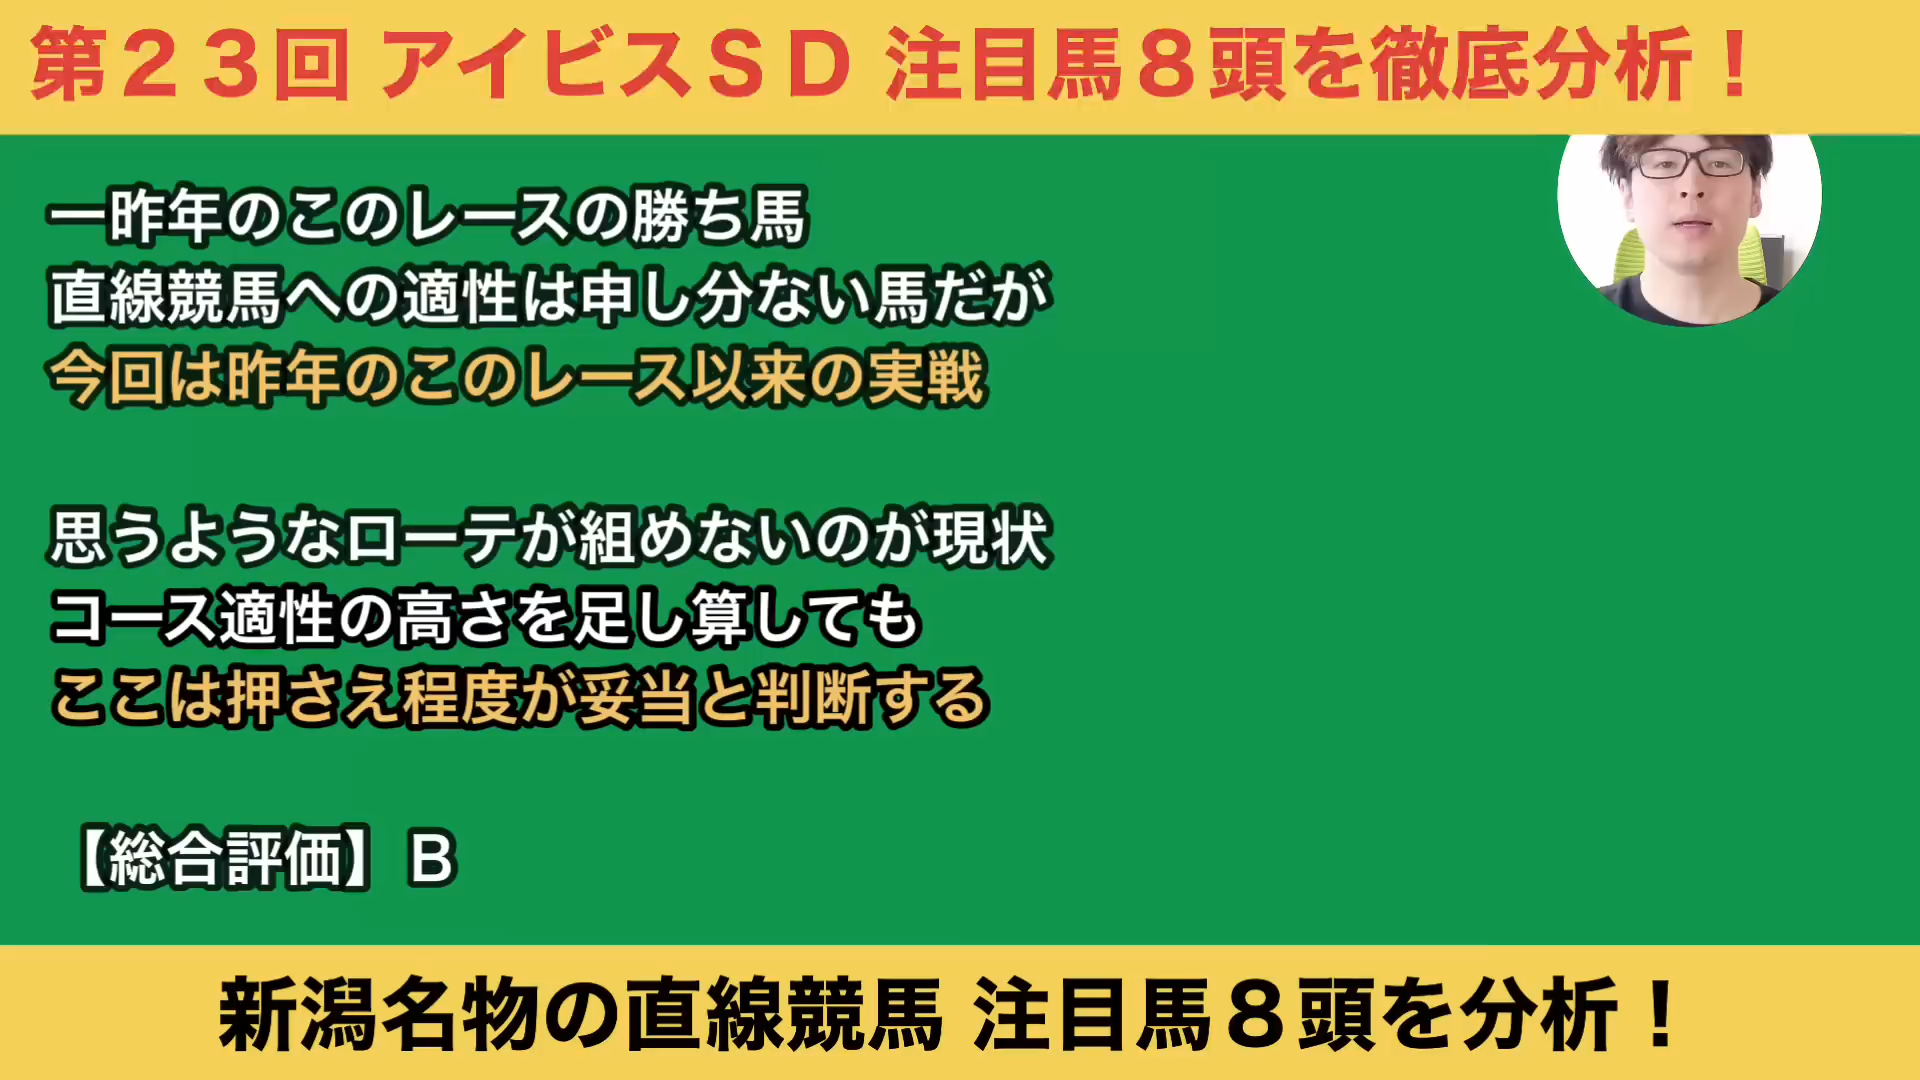 第２３回 アイビスＳＤ 注目馬８頭を徹底分析！
一昨年のこのレースの勝ち馬
直線競馬への適性は申し分ない馬だが
今回は昨年のこのレース以来の実戦
思うようなローテが組めないのが現状
コース適性の高さを足し算しても
ここは押さえ程度が妥当と判断する
【総合評価】 Ｂ
新潟名物の直線競馬 注目馬８頭を分析！